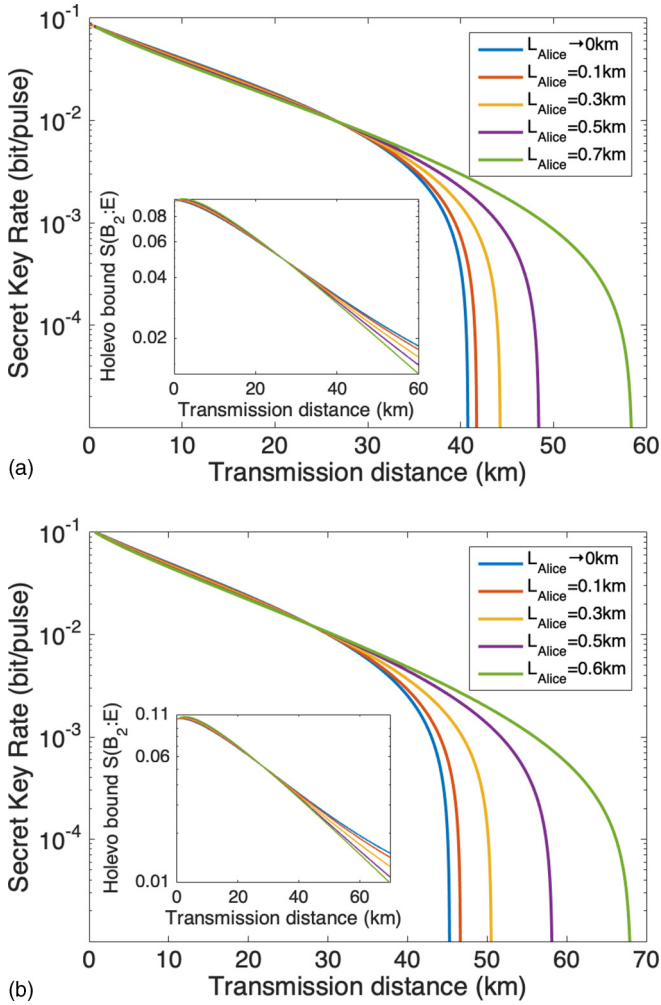 10⁻¹
10⁻²
10⁻³
10⁻⁴
Secret Key Rate (bit/pulse)
L_Alice→0km
L_Alice=0.1km
L_Alice=0.3km
L_Alice=0.5km
L_Alice=0.7km
Holevo bound S(B₂:E)
0.08
0.06
0.04
0.02
0 20 40 60
Transmission distance (km)
0 10 20 30 40 50 60
Transmission distance (km)
(a)
10⁻¹
10⁻²
10⁻³
10⁻⁴
Secret Key Rate (bit/pulse)
L_Alice→0km
L_Alice=0.1km
L_Alice=0.3km
L_Alice=0.5km
L_Alice=0.6km
Holevo bound S(B₂:E)
0.11
0.06
0.01
0 20 40 60
Transmission distance (km)
0 10 20 30 40 50 60 70
Transmission distance (km)
(b)